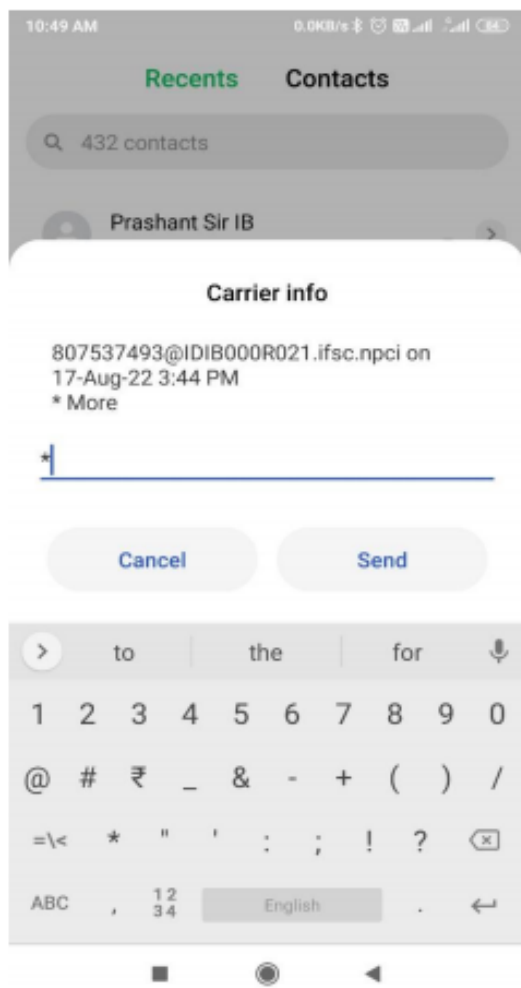 10:49 AM 0.0KB/s 84
Recents Contacts
432 contacts
Prashant Sir IB
Carrier info
807537493@IDIB000R021.ifsc.npci on
17-Aug-22 3:44 PM
* More
*
Cancel Send
to the for
1 2 3 4 5 6 7 8 9 0
@ # ₹ _ & - + ( ) /
=\< * " ' : ; ! ?
ABC , 12 34 English .